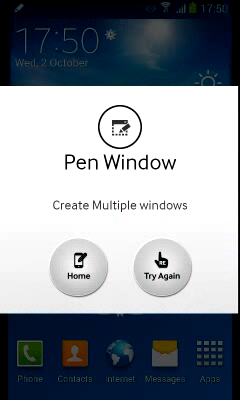 17:50
17:50
Wed, 2 October
Pen Window
Create Multiple windows
Home
RE
Try Again
Phone
Contacts
Internet
Messages
Apps